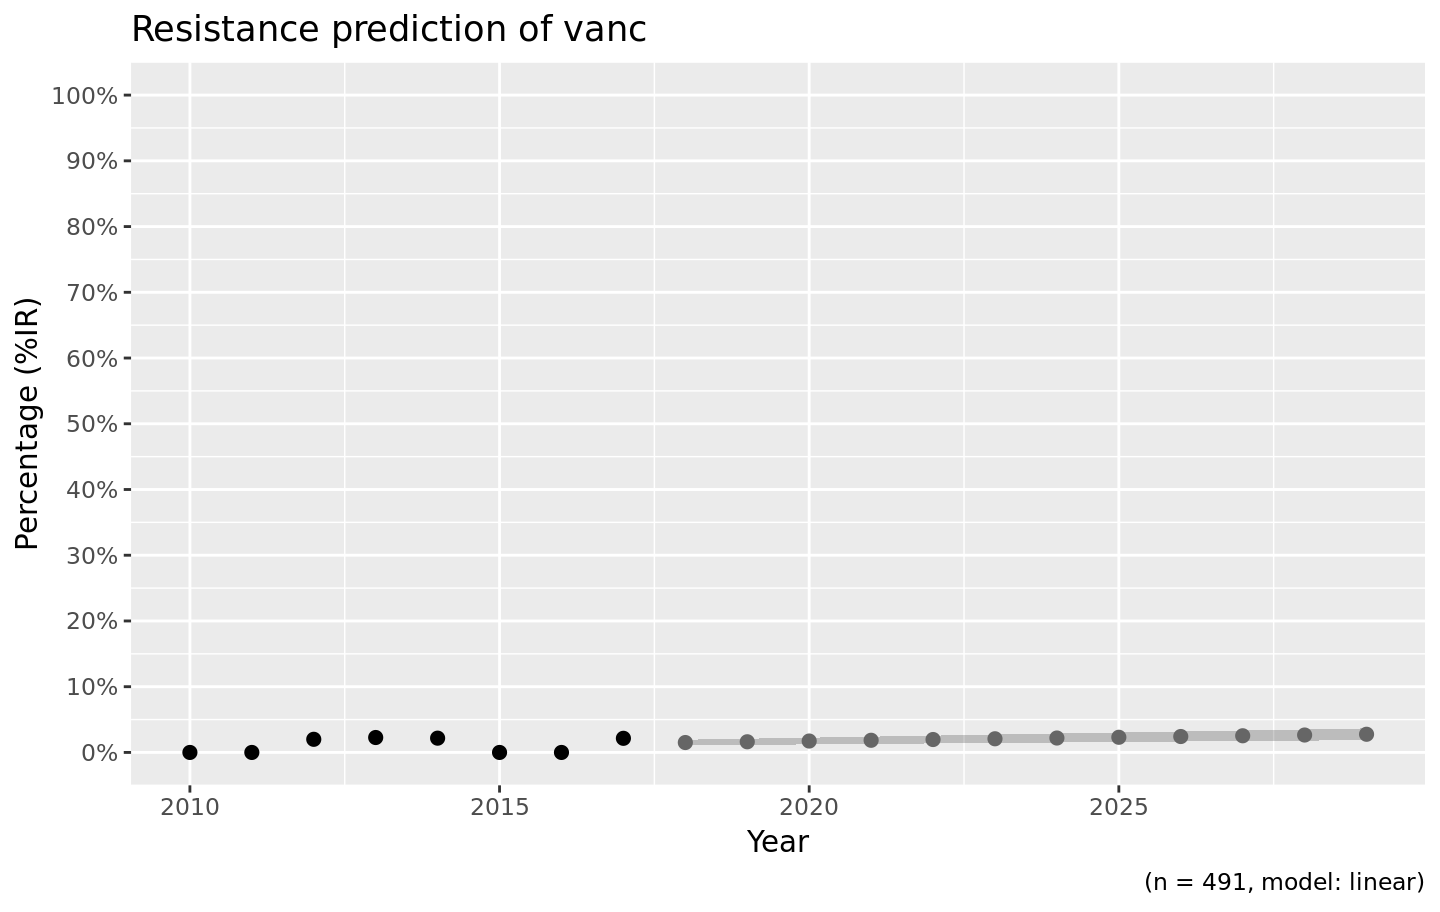 Resistance prediction of vanc
Percentage (%IR)
100%
90%
80%
70%
60%
50%
40%
30%
20%
10%
0%
2010 2015 2020 2025
Year
(n = 491, model: linear)